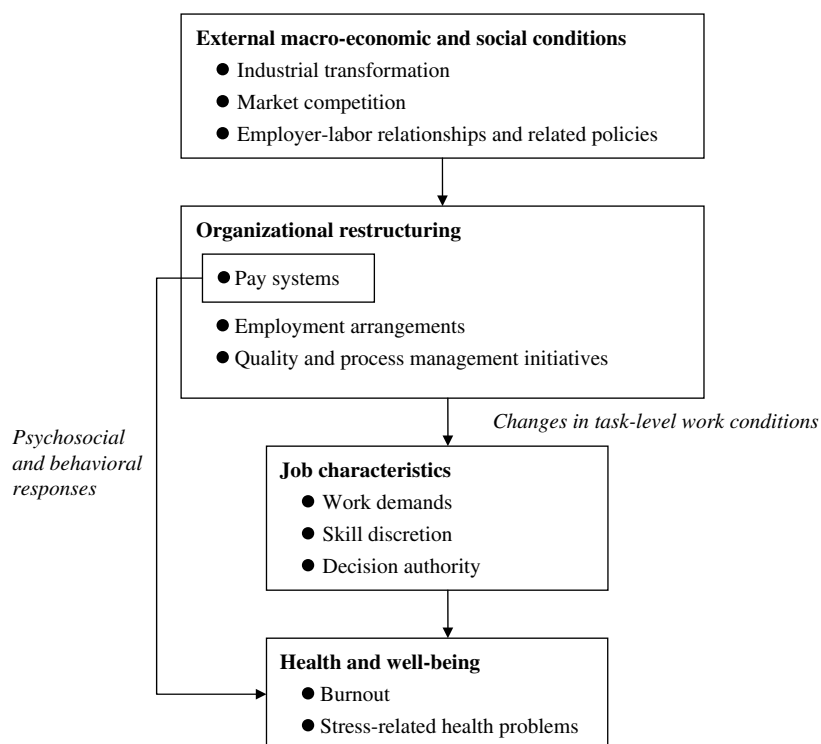 External macro-economic and social conditions
● Industrial transformation
● Market competition
● Employer-labor relationships and related policies
Organizational restructuring
● Pay systems
● Employment arrangements
● Quality and process management initiatives
Changes in task-level work conditions
Psychosocial
and behavioral
responses
Job characteristics
● Work demands
● Skill discretion
● Decision authority
Health and well-being
● Burnout
● Stress-related health problems